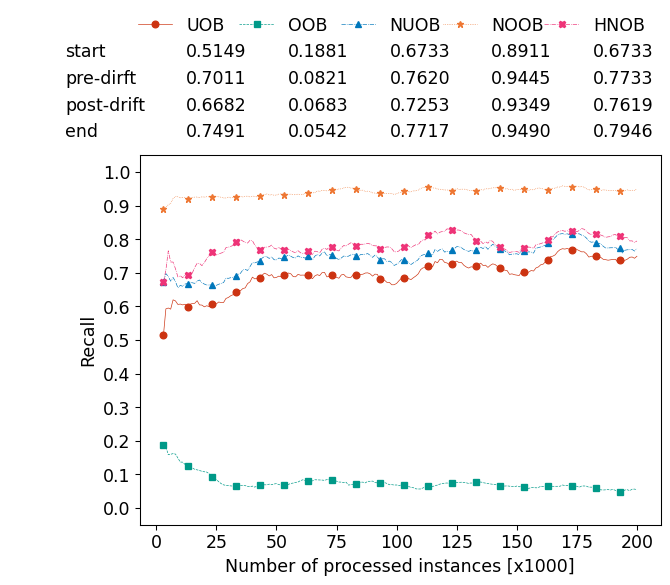 UOB OOB NUOB NOOB HNOB
start 0.5149 0.1881 0.6733 0.8911 0.6733
pre-dirft 0.7011 0.0821 0.7620 0.9445 0.7733
post-drift 0.6682 0.0683 0.7253 0.9349 0.7619
end 0.7491 0.0542 0.7717 0.9490 0.7946
1.0
0.9
0.8
0.7
0.6
0.5
0.4
0.3
0.2
0.1
0.0
Recall
0 25 50 75 100 125 150 175 200
Number of processed instances [x1000]